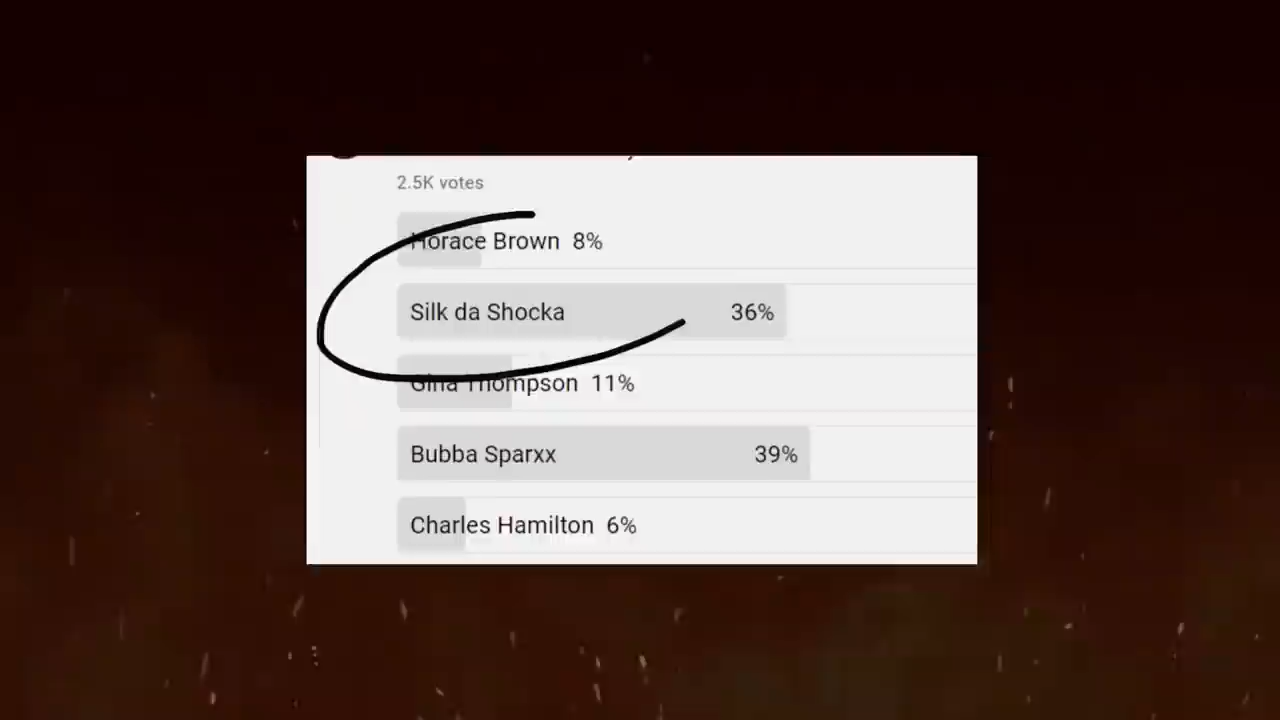 2.5K votes
Horace Brown 8%
Silk da Shocka 36%
Gina Thompson 11%
Bubba Sparxx 39%
Charles Hamilton 6%